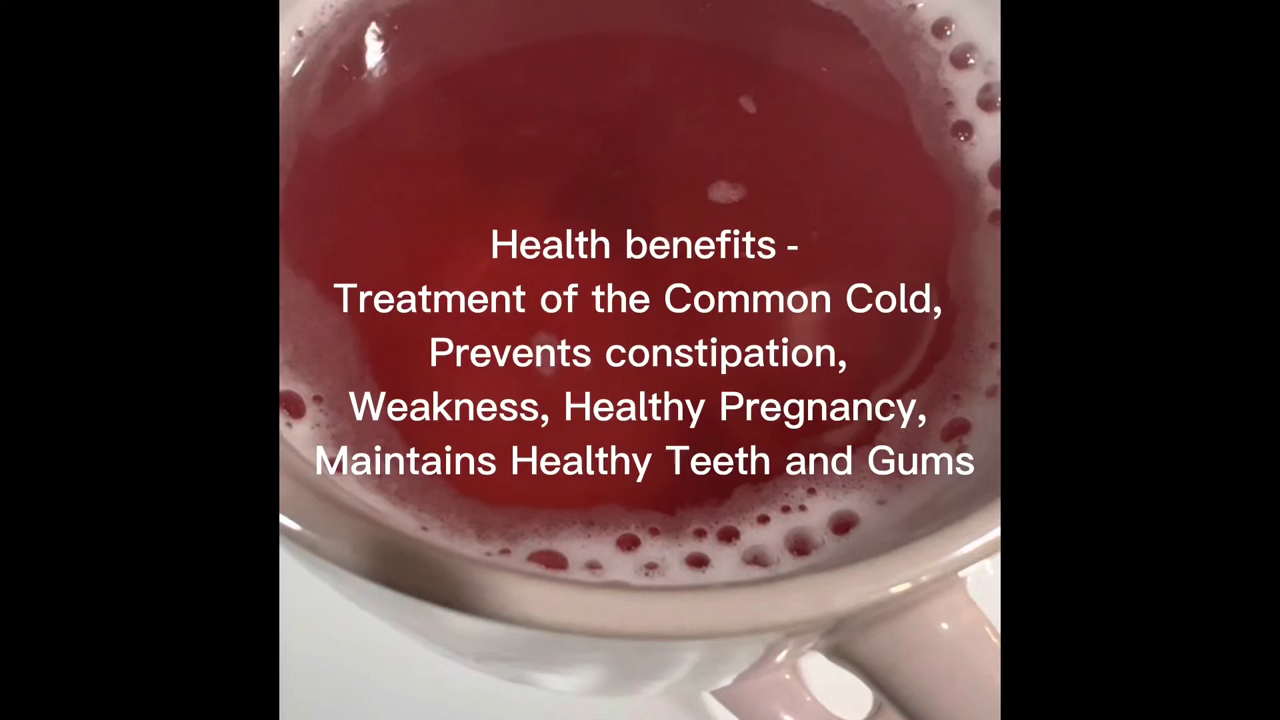 Health benefits -
Treatment of the Common Cold,
Prevents constipation,
Weakness, Healthy Pregnancy,
Maintains Healthy Teeth and Gums